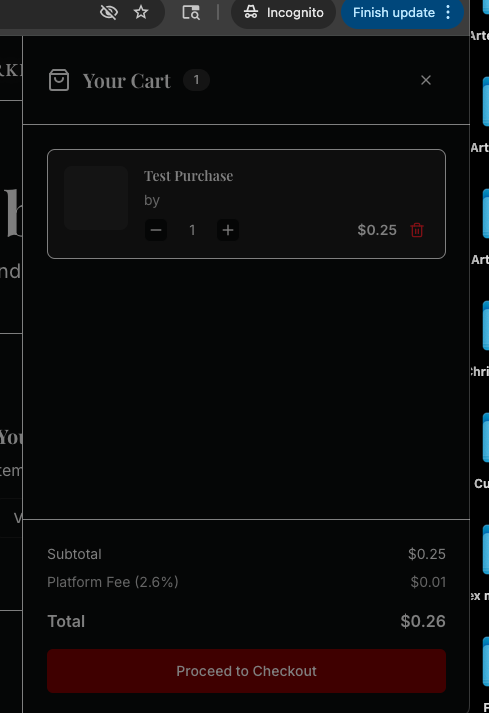 Incognito
Finish update
Your Cart 1
Test Purchase
by
1
$0.25
Subtotal $0.25
Platform Fee (2.6%) $0.01
Total $0.26
Proceed to Checkout